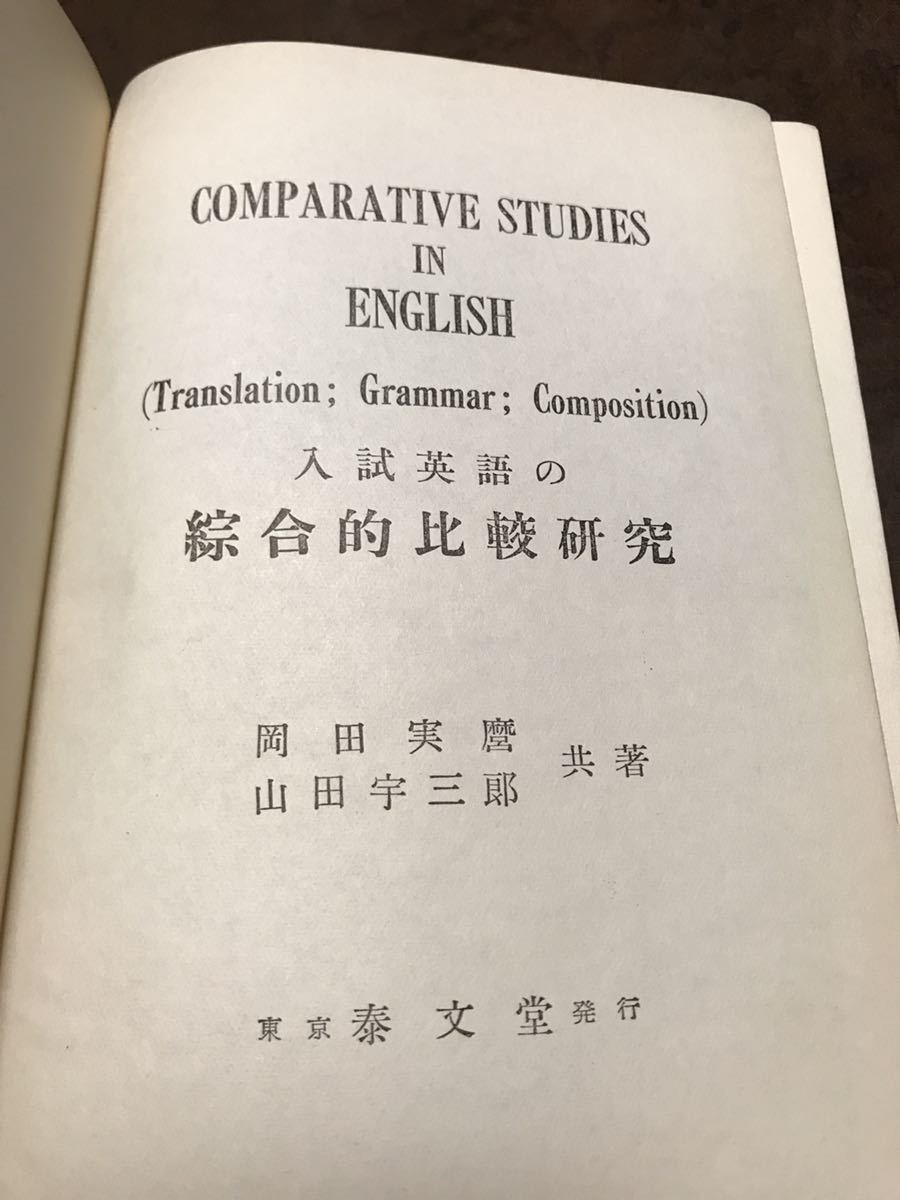 COMPARATIVE STUDIES
IN
ENGLISH
(Translation; Grammar; Composition)
入試英語の
綜合的比較研究
岡田実麿
山田宇三郎
共著
東京 泰文堂 発行